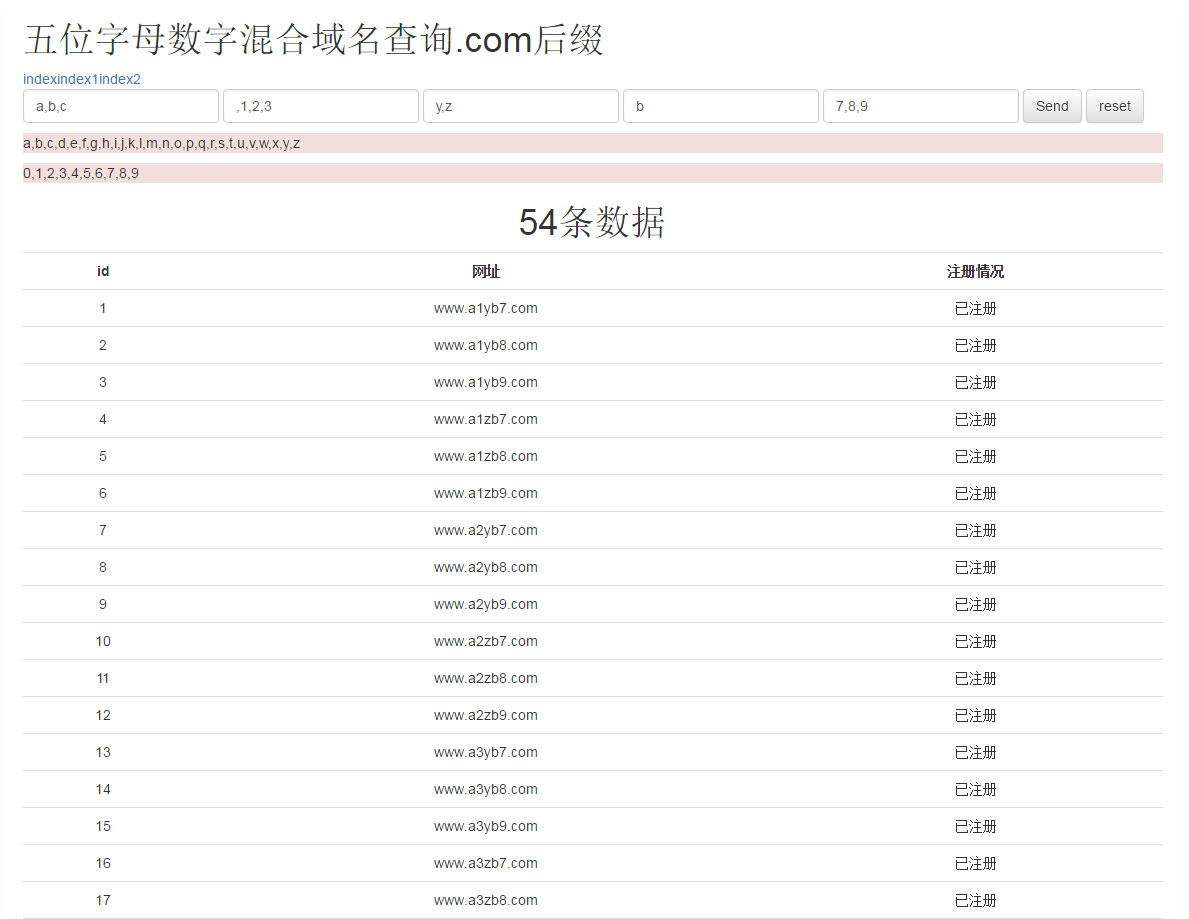 五位字母数字混合域名查询.com后缀
indexindex1index2
a,b,c ,1,2,3 y,z b 7,8,9 Send reset
a,b,c,d,e,f,g,h,i,j,k,l,m,n,o,p,q,r,s,t,u,v,w,x,y,z
0,1,2,3,4,5,6,7,8,9
54条数据
id 网址 注册情况
1 www.a1yb7.com 已注册
2 www.a1yb8.com 已注册
3 www.a1yb9.com 已注册
4 www.a1zb7.com 已注册
5 www.a1zb8.com 已注册
6 www.a1zb9.com 已注册
7 www.a2yb7.com 已注册
8 www.a2yb8.com 已注册
9 www.a2yb9.com 已注册
10 www.a2zb7.com 已注册
11 www.a2zb8.com 已注册
12 www.a2zb9.com 已注册
13 www.a3yb7.com 已注册
14 www.a3yb8.com 已注册
15 www.a3yb9.com 已注册
16 www.a3zb7.com 已注册
17 www.a3zb8.com 已注册